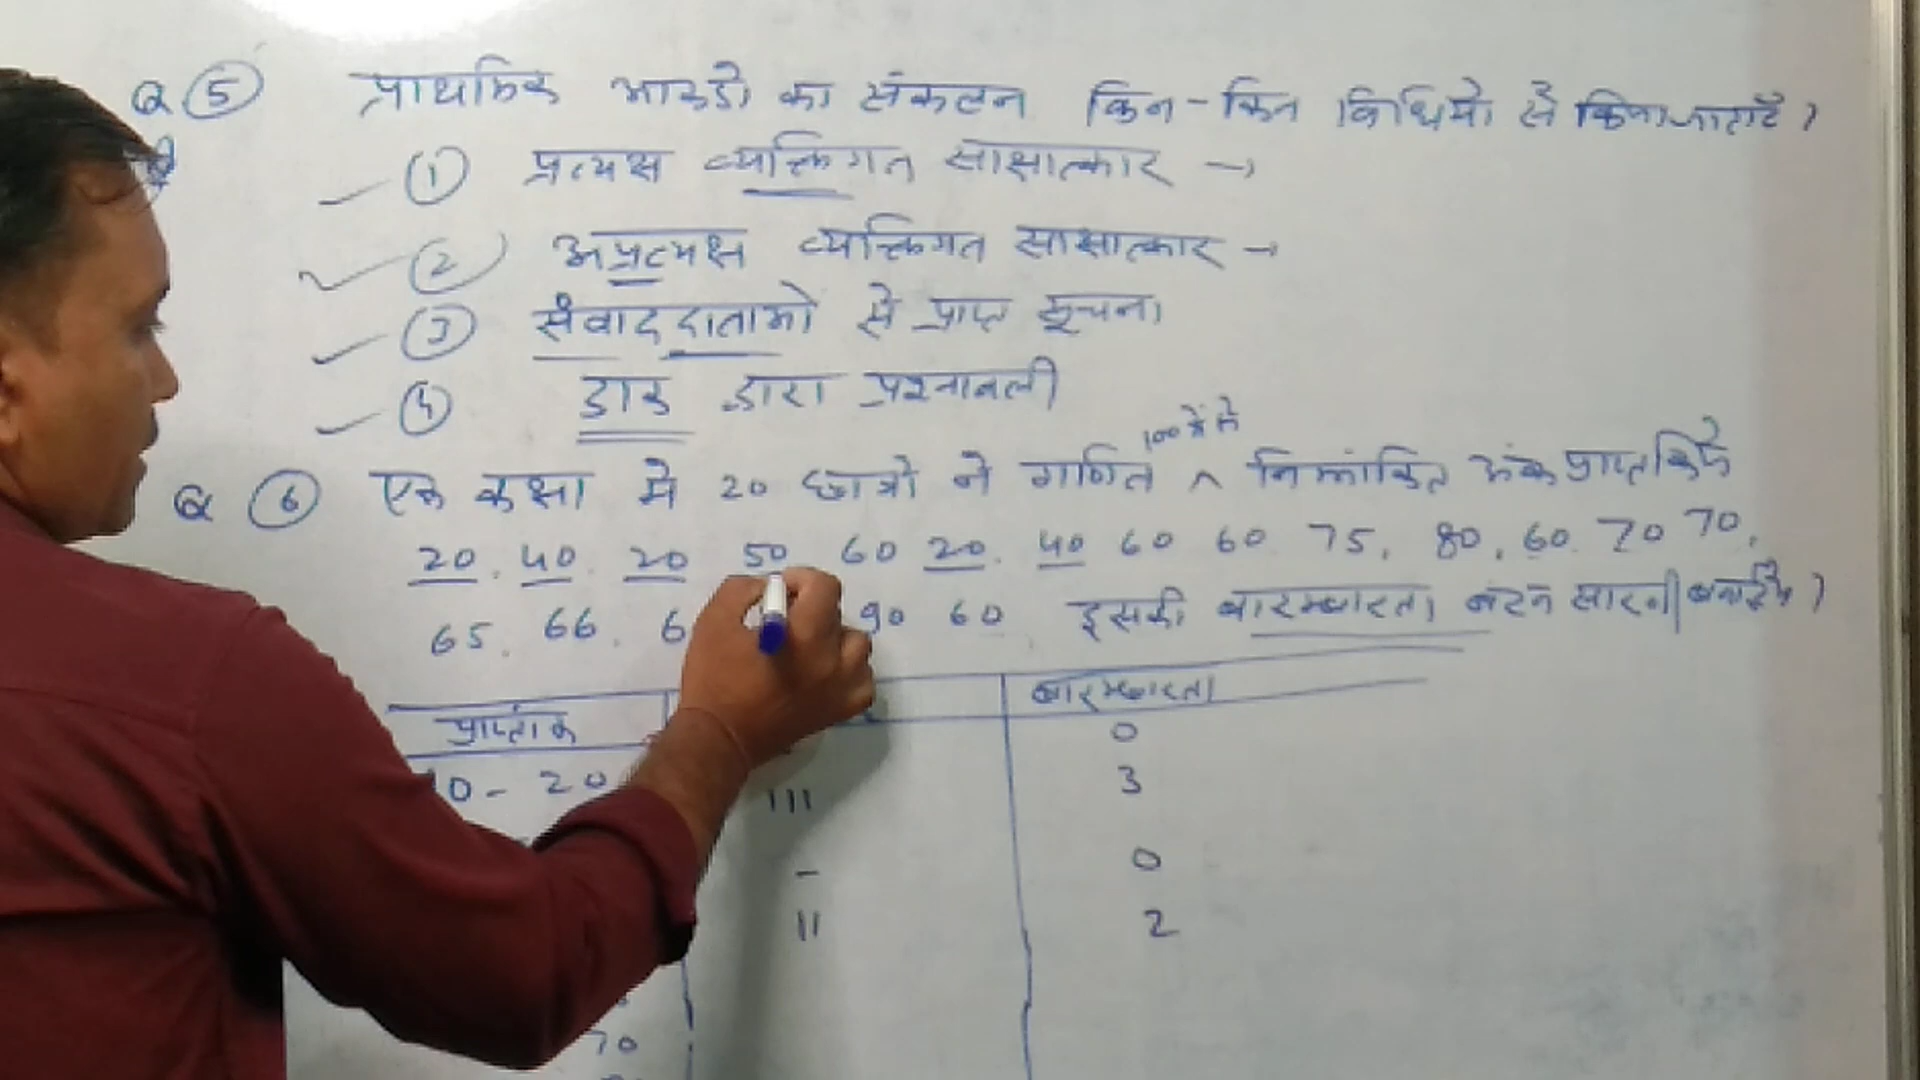 Q ⑤ प्राथमिक आकडो का संकलन किन-किन विधियो से किया जाता है ?
① प्रत्यक्ष व्यक्तिगत साक्षात्कार →
② अप्रत्यक्ष व्यक्तिगत साक्षात्कार →
③ संवाददाताओ से प्राप्त सूचना
④ डाक द्वारा प्रश्नावली
Q ⑥ एक कक्षा मे 20 छात्रो ने गणित ^ 100 में से निम्नांकित अंक प्राप्त किये
20. 40. 20 50 60 20. 40 60 60 75, 80, 60. 70 70,
65. 66. 6 90 60 इसकी बारम्बारता बंटन सारणी बनाईये ?
प्राप्तांक बारम्बारता
0
10 - 20 ||| 3
- 0
|| 2
70